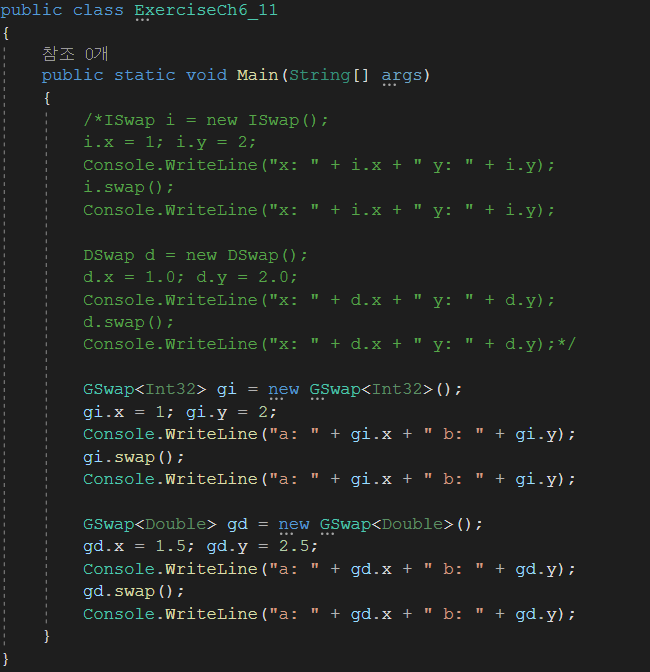 public class ExerciseCh6_11
{
참조 0개
public static void Main(String[] args)
{
/*ISwap i = new ISwap();
i.x = 1; i.y = 2;
Console.WriteLine("x: " + i.x + " y: " + i.y);
i.swap();
Console.WriteLine("x: " + i.x + " y: " + i.y);
DSwap d = new DSwap();
d.x = 1.0; d.y = 2.0;
Console.WriteLine("x: " + d.x + " y: " + d.y);
d.swap();
Console.WriteLine("x: " + d.x + " y: " + d.y);*/
GSwap<Int32> gi = new GSwap<Int32>();
gi.x = 1; gi.y = 2;
Console.WriteLine("a: " + gi.x + " b: " + gi.y);
gi.swap();
Console.WriteLine("a: " + gi.x + " b: " + gi.y);
GSwap<Double> gd = new GSwap<Double>();
gd.x = 1.5; gd.y = 2.5;
Console.WriteLine("a: " + gd.x + " b: " + gd.y);
gd.swap();
Console.WriteLine("a: " + gd.x + " b: " + gd.y);
}
}